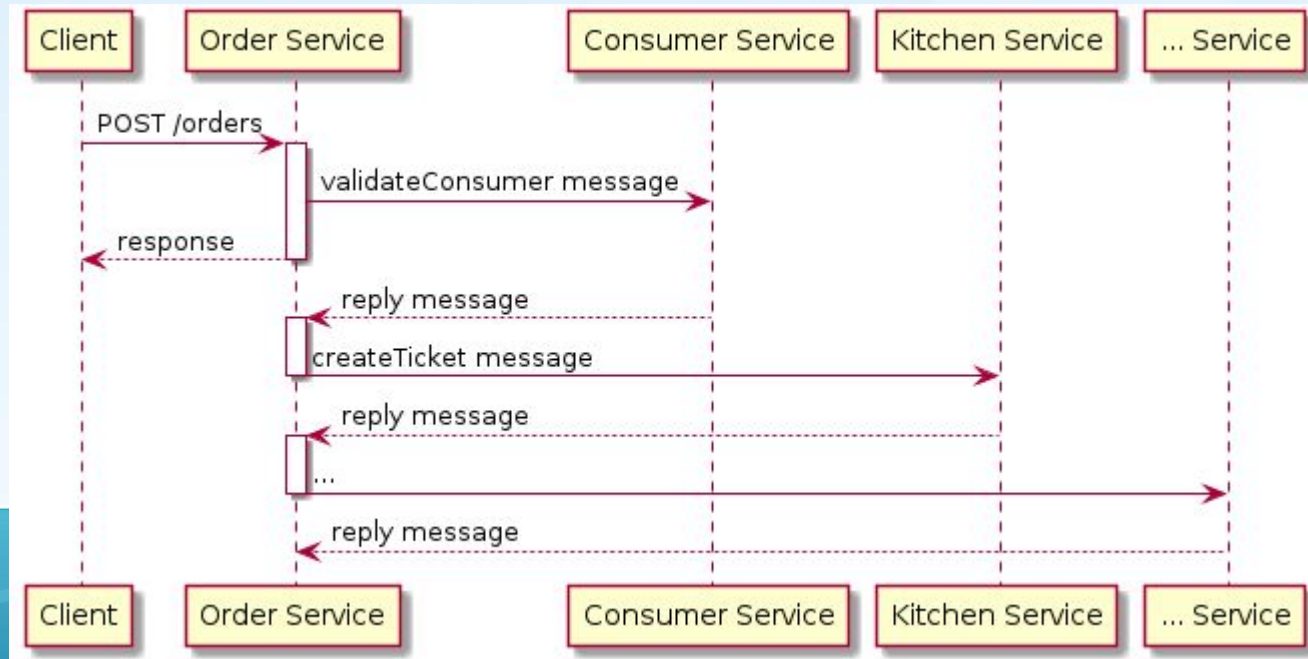 Client
Order Service
Consumer Service
Kitchen Service
... Service
POST /orders
validateConsumer message
response
reply message
createTicket message
reply message
...
reply message
Client
Order Service
Consumer Service
Kitchen Service
... Service